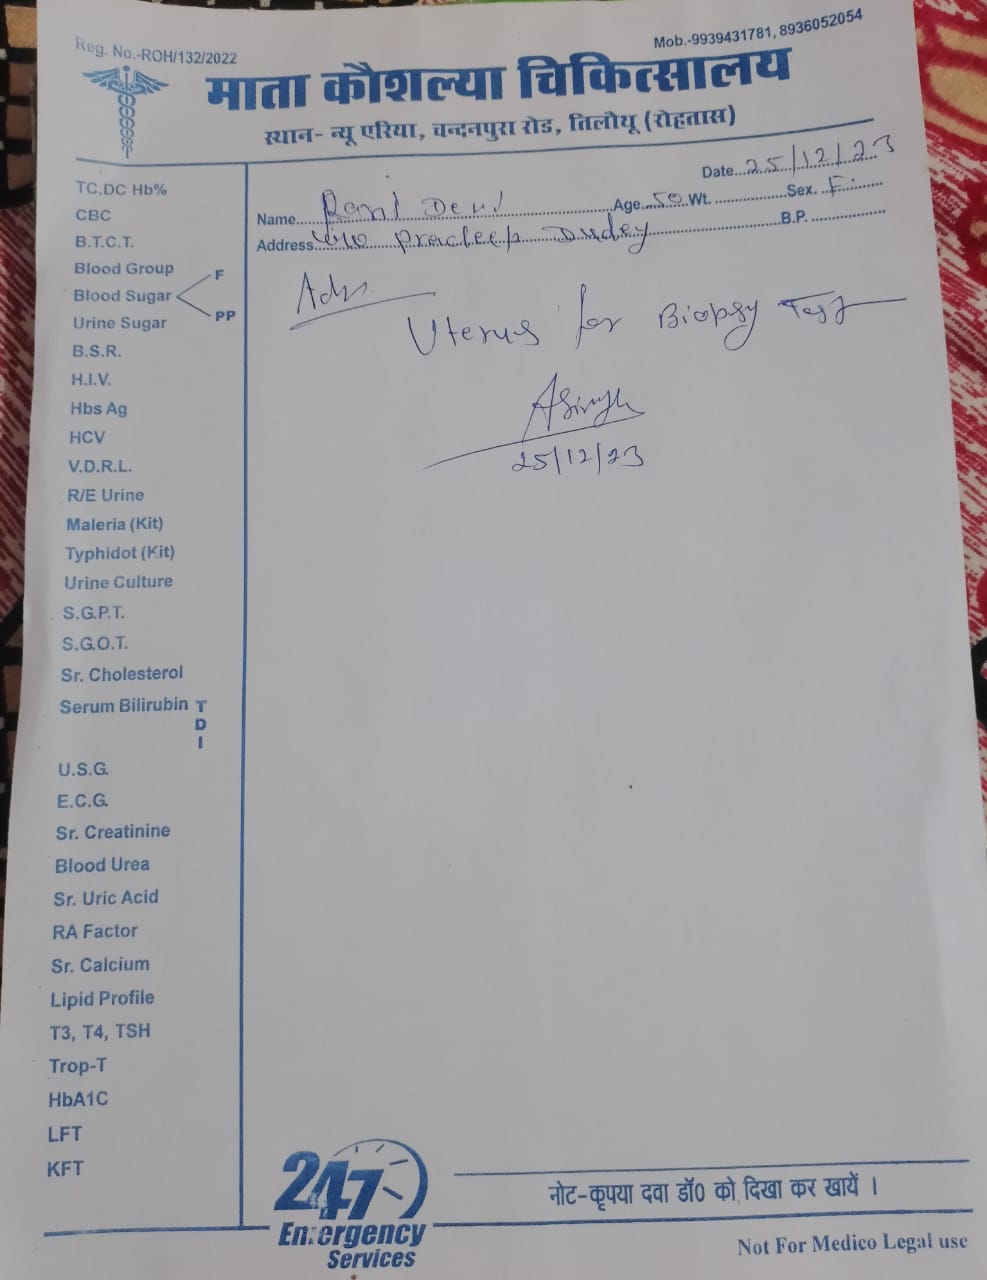 Reg. No.-ROH/132/2022
Mob.-9939431781, 8936052054
माता कौशल्या चिकित्सालय
स्थान- न्यू एरिया, चन्दनपुरा रोड, तिलौथू (रोहतास)
Date...25/12/23
Name...Rani Devi...Age...50 Wt. ...Sex...F...
Address...W/o Pradeep Dubey...B.P. ...
TC.DC Hb%
CBC
B.T.C.T.
Blood Group
F
Blood Sugar
PP
Urine Sugar
B.S.R.
H.I.V.
Hbs Ag
HCV
V.D.R.L.
R/E Urine
Maleria (Kit)
Typhidot (Kit)
Urine Culture
S.G.P.T.
S.G.O.T.
Sr. Cholesterol
Serum Bilirubin T
D
I
U.S.G.
E.C.G.
Sr. Creatinine
Blood Urea
Sr. Uric Acid
RA Factor
Sr. Calcium
Lipid Profile
T3, T4, TSH
Trop-T
HbA1C
LFT
KFT
Adv.
Uterus for Biopsy Test
ASingh
25/12/23
247
Emergency
Services
नोट-कृपया दवा डॉ० को दिखा कर खायें ।
Not For Medico Legal use